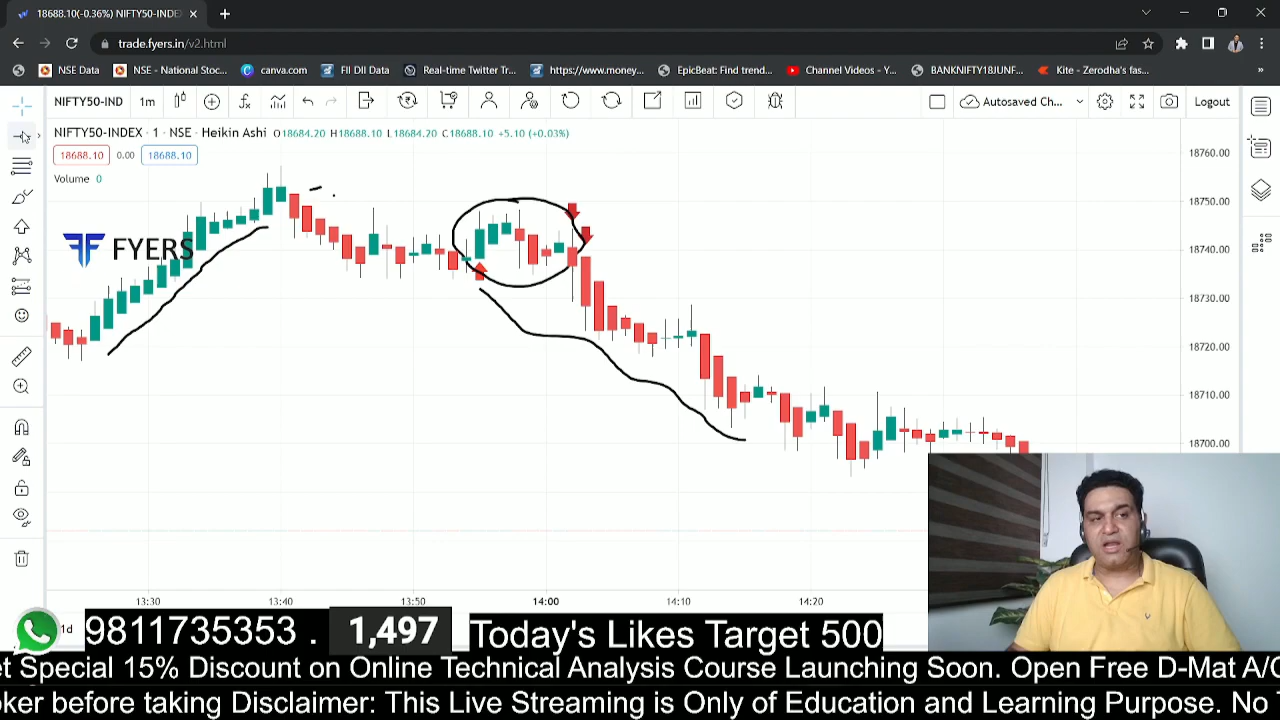 18688.10(-0.36%) NIFTY50-INDE
trade.fyers.in/v2.html
NSE Data
NSE - National Stoc...
canva.com
FII DII Data
Real-time Twitter Tr...
https://www.money...
EpicBeat: Find trend...
Channel Videos - Y...
BANKNIFTY18JUNF...
Kite - Zerodha's fas...
NIFTY50-IND
1m
Autosaved Ch...
Logout
NIFTY50-INDEX · 1 · NSE · Heikin Ashi O18684.20 H18688.10 L18684.20 C18688.10 +5.10 (+0.03%)
18688.10 0.00 18688.10
Volume 0
FYERS
18760.00
18750.00
18740.00
18730.00
18720.00
18710.00
18700.00
13:30
13:40
13:50
14:00
14:10
14:20
1d
9811735353 .
1,497
Today's Likes Target 500
et Special 15% Discount on Online Technical Analysis Course Launching Soon. Open Free D-Mat A/C
oker before taking Disclaimer: This Live Streaming is Only of Education and Learning Purpose. No